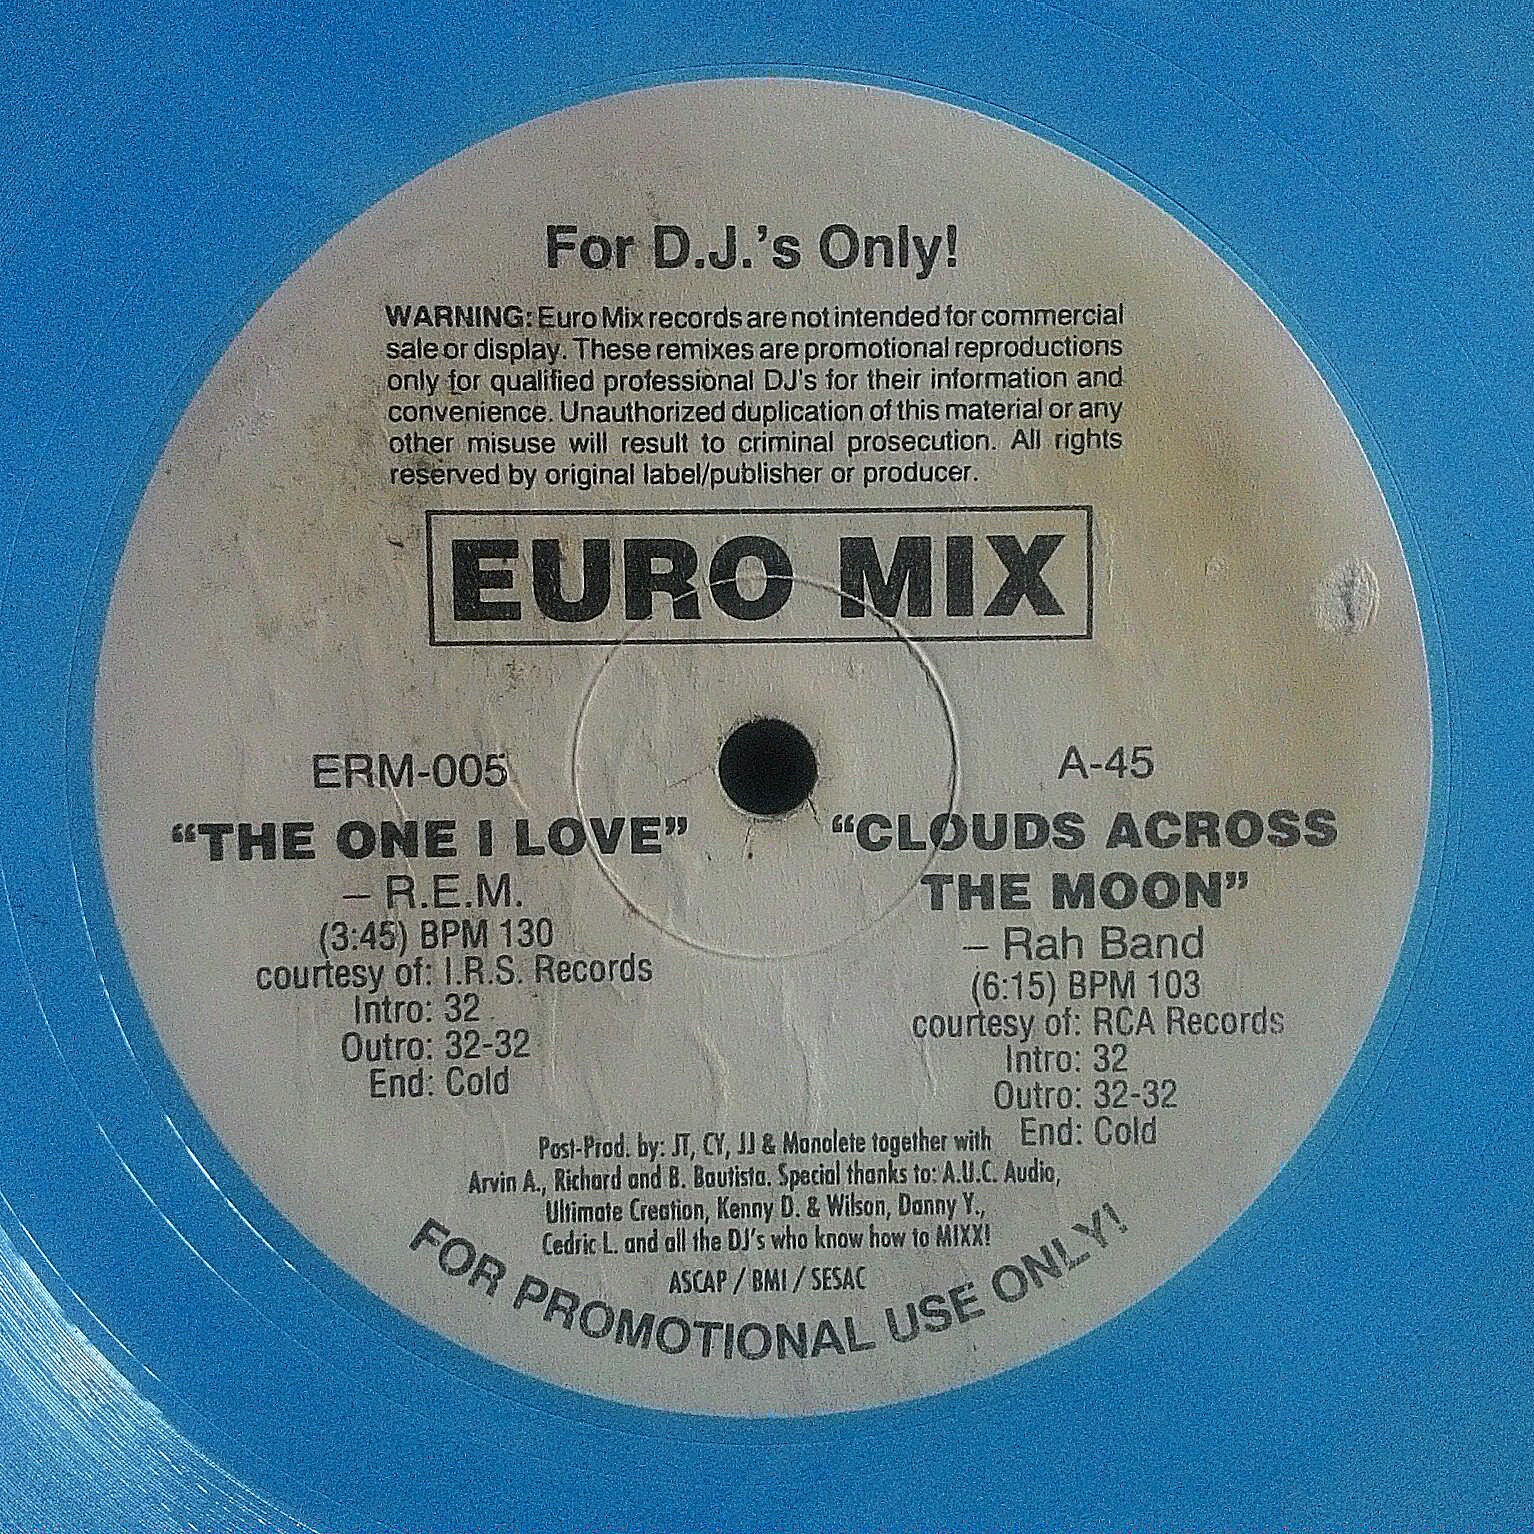 For D.J.'s Only!
WARNING: Euro Mix records are not intended for commercial
sale or display. These remixes are promotional reproductions
only for qualified professional DJ's for their information and
convenience. Unauthorized duplication of this material or any
other misuse will result to criminal prosecution. All rights
reserved by original label/publisher or producer.
EURO MIX
ERM-005
“THE ONE I LOVE”
– R.E.M.
(3:45) BPM 130
courtesy of: I.R.S. Records
Intro: 32
Outro: 32-32
End: Cold
A-45
“CLOUDS ACROSS
THE MOON”
– Rah Band
(6:15) BPM 103
courtesy of: RCA Records
Intro: 32
Outro: 32-32
End: Cold
Post-Prod. by: JT, CY, JJ & Manolete together with
Arvin A., Richard and B. Bautista. Special thanks to: A.U.C. Audio,
Ultimate Creation, Kenny D. & Wilson, Danny Y.,
Cedric L. and all the DJ's who know how to MIXX!
ASCAP / BMI / SESAC
FOR PROMOTIONAL USE ONLY!